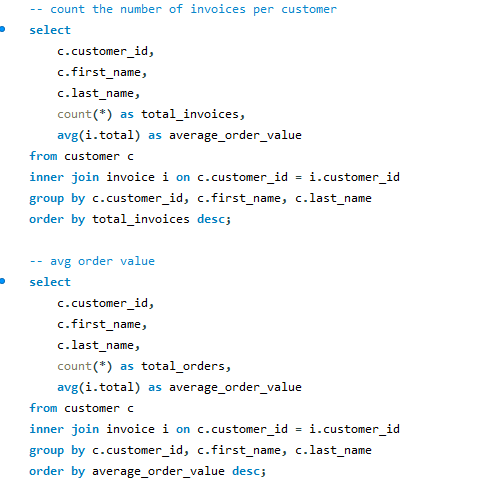 -- count the number of invoices per customer
select
    c.customer_id,
    c.first_name,
    c.last_name,
    count(*) as total_invoices,
    avg(i.total) as average_order_value
from customer c
inner join invoice i on c.customer_id = i.customer_id
group by c.customer_id, c.first_name, c.last_name
order by total_invoices desc;
-- avg order value
select
    c.customer_id,
    c.first_name,
    c.last_name,
    count(*) as total_orders,
    avg(i.total) as average_order_value
from customer c
inner join invoice i on c.customer_id = i.customer_id
group by c.customer_id, c.first_name, c.last_name
order by average_order_value desc;